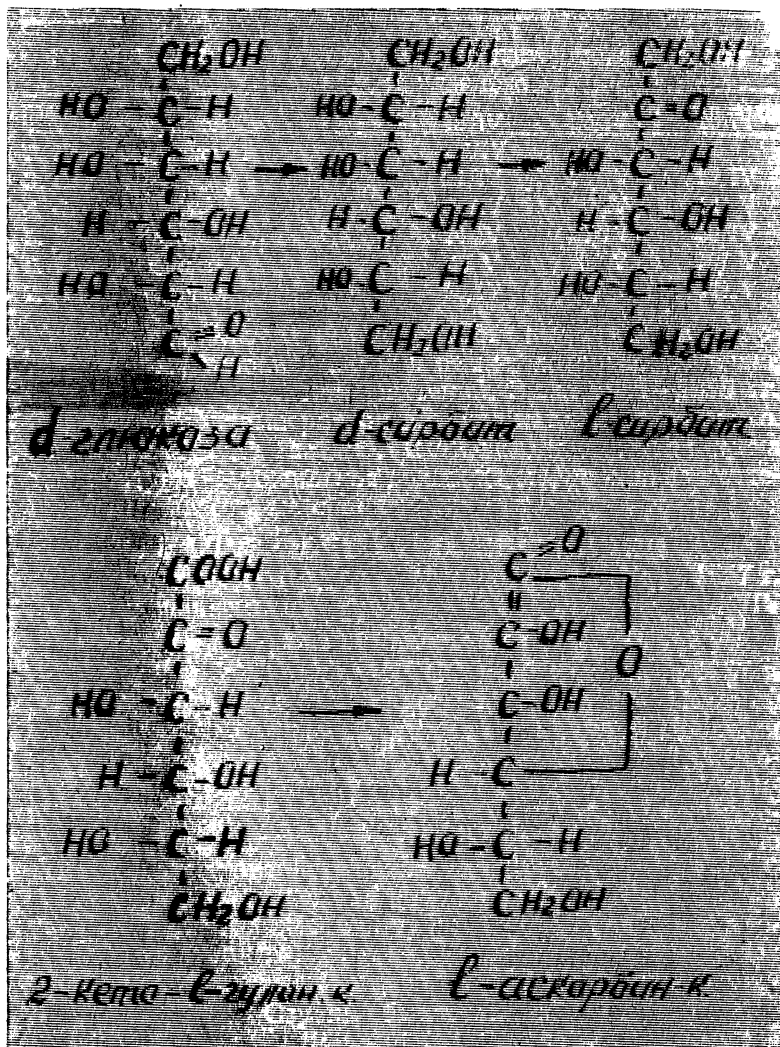 CH₂OH CH₂OH CH₂OH
HO - C - H HO - C - H C = O
HO - C - H → HO - C - H → HO - C - H
H - C - OH H - C - OH H - C - OH
HO - C - H HO - C - H HO - C - H
C = O H CH₂OH CH₂OH
d-глюкоза d-сорбит l-сорбит
COOH C = O
C = O C - OH O
HO - C - H → C - OH
H - C - OH H - C
HO - C - H HO - C - H
CH₂OH CH₂OH
2-кето-l-гулон. к. l-аскорбин-к.